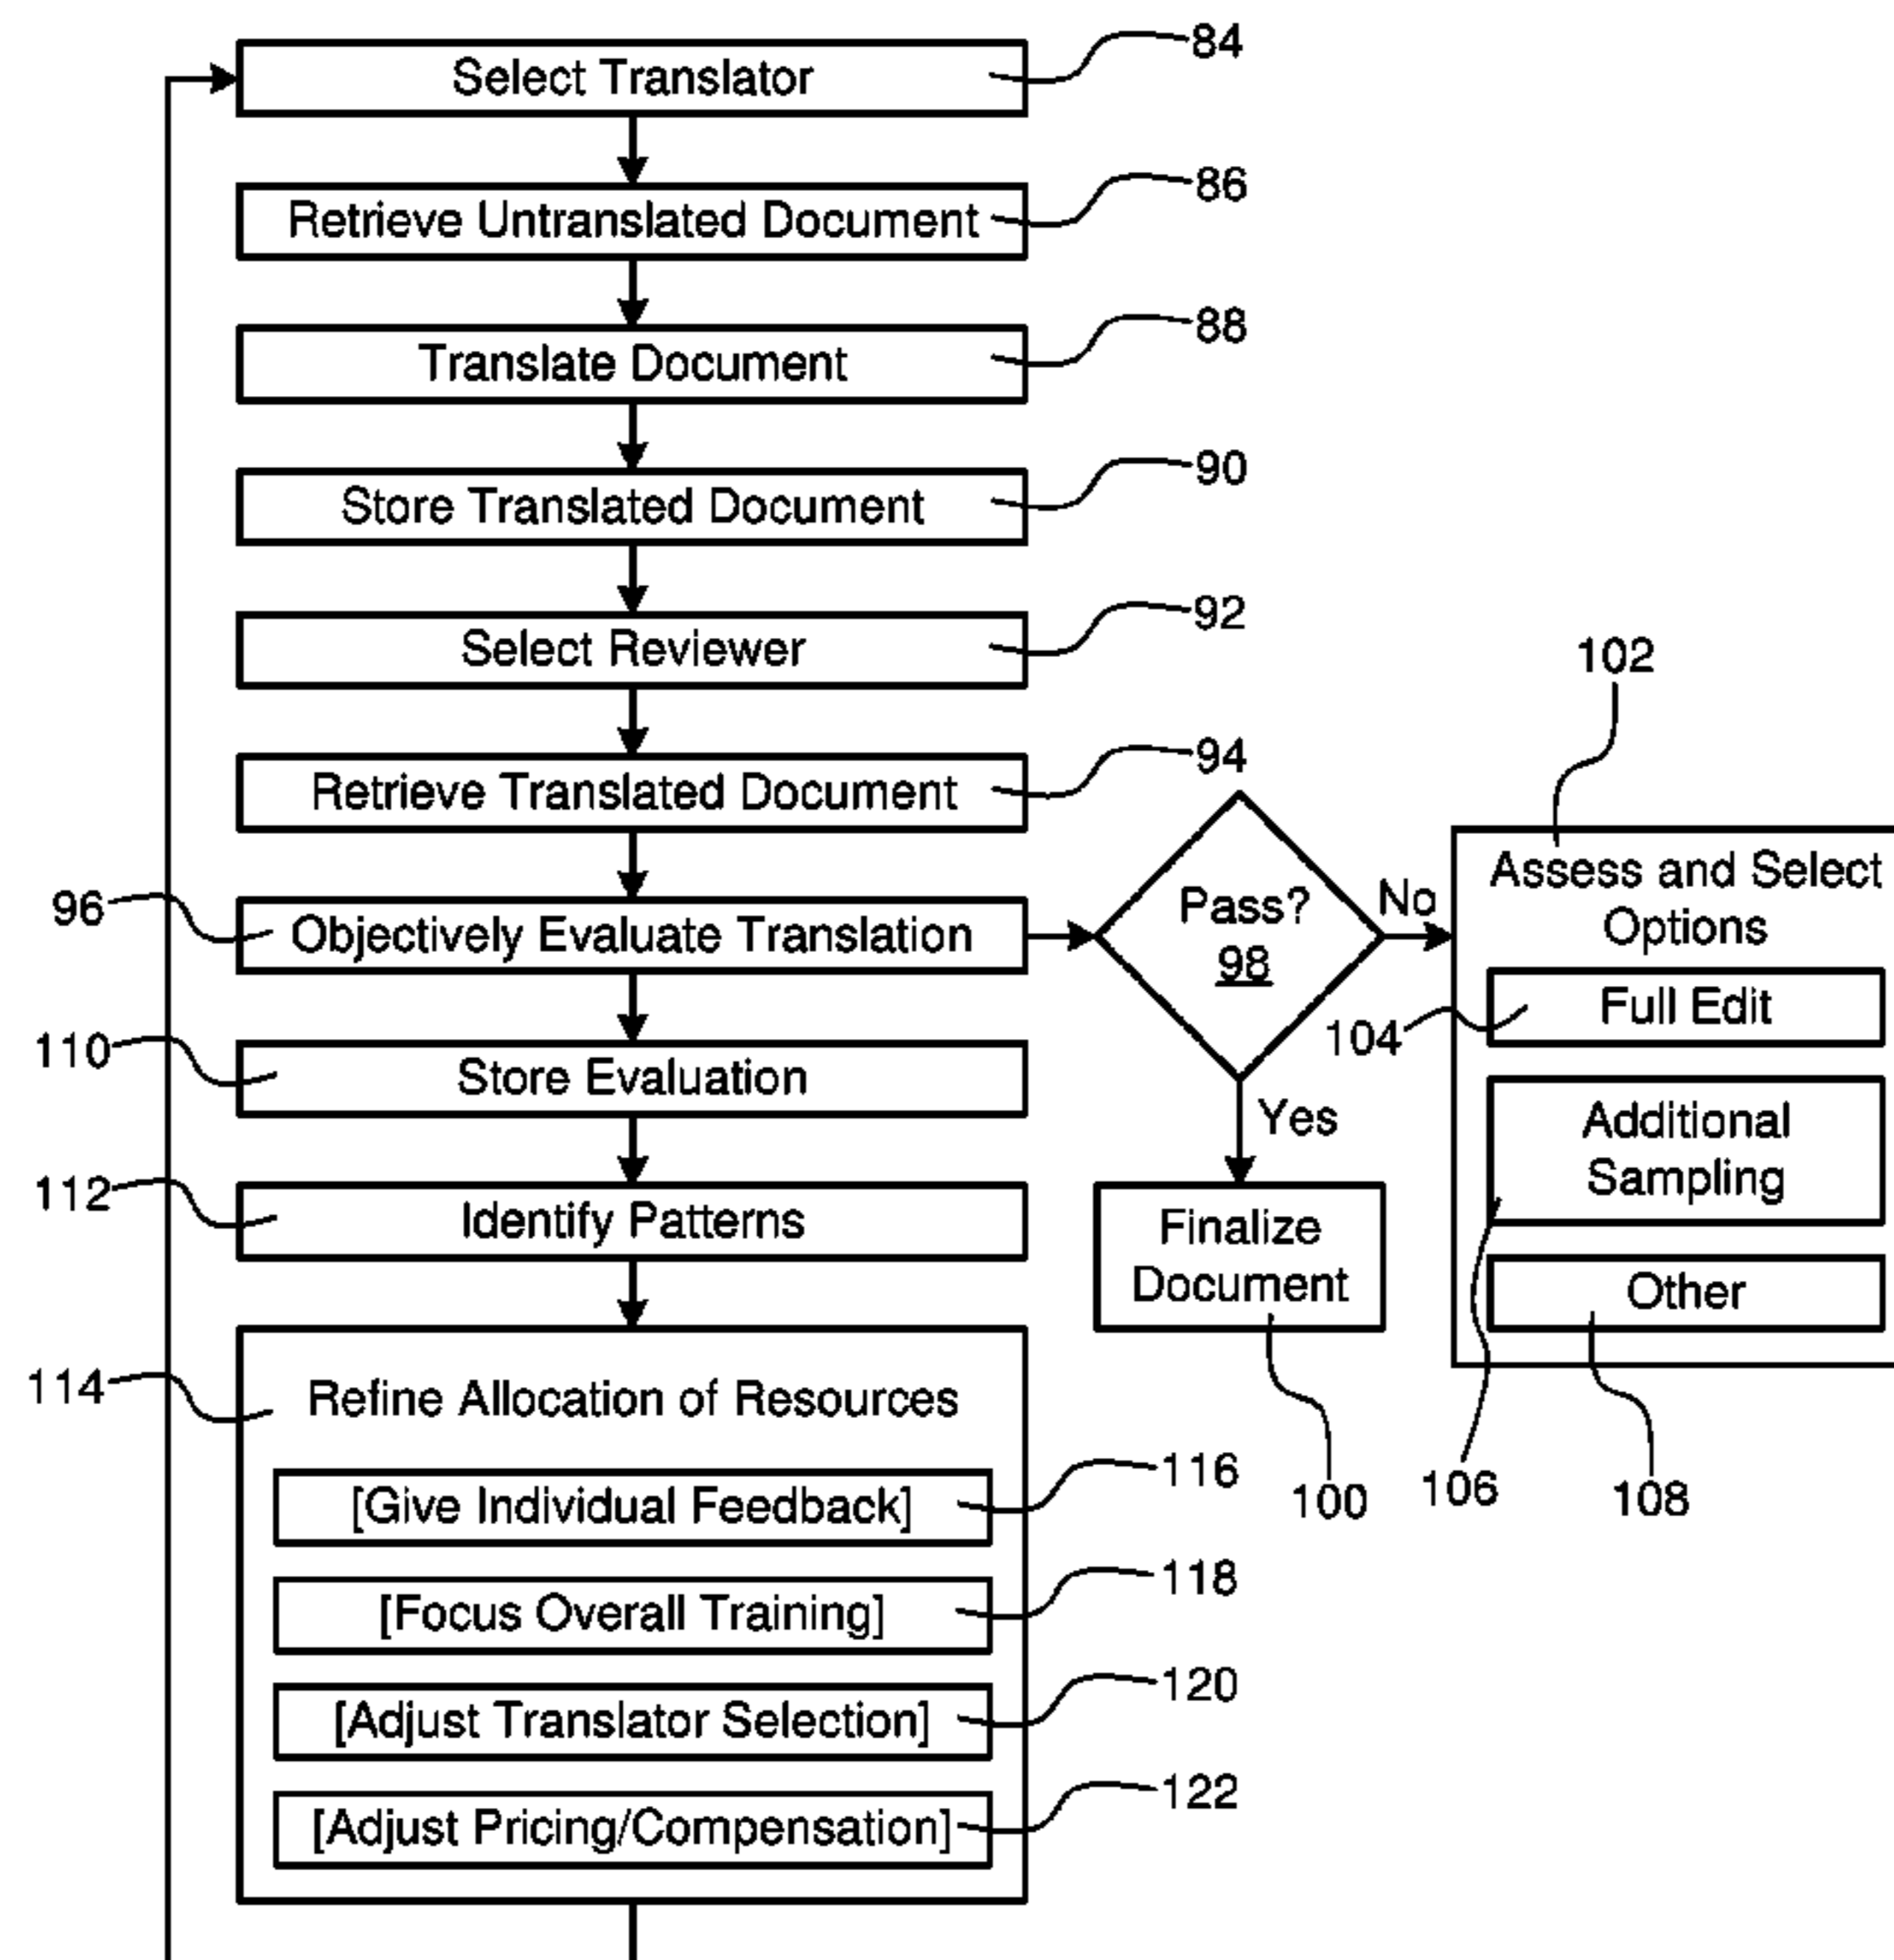 Select Translator
84
Retrieve Untranslated Document
86
Translate Document
88
Store Translated Document
90
Select Reviewer
92
Retrieve Translated Document
94
96
Objectively Evaluate Translation
Pass?
98
No
Yes
Finalize
Document
100
102
Assess and Select
Options
104
Full Edit
Additional
Sampling
106
Other
108
110
Store Evaluation
112
Identify Patterns
114
Refine Allocation of Resources
[Give Individual Feedback]
116
[Focus Overall Training]
118
[Adjust Translator Selection]
120
[Adjust Pricing/Compensation]
122